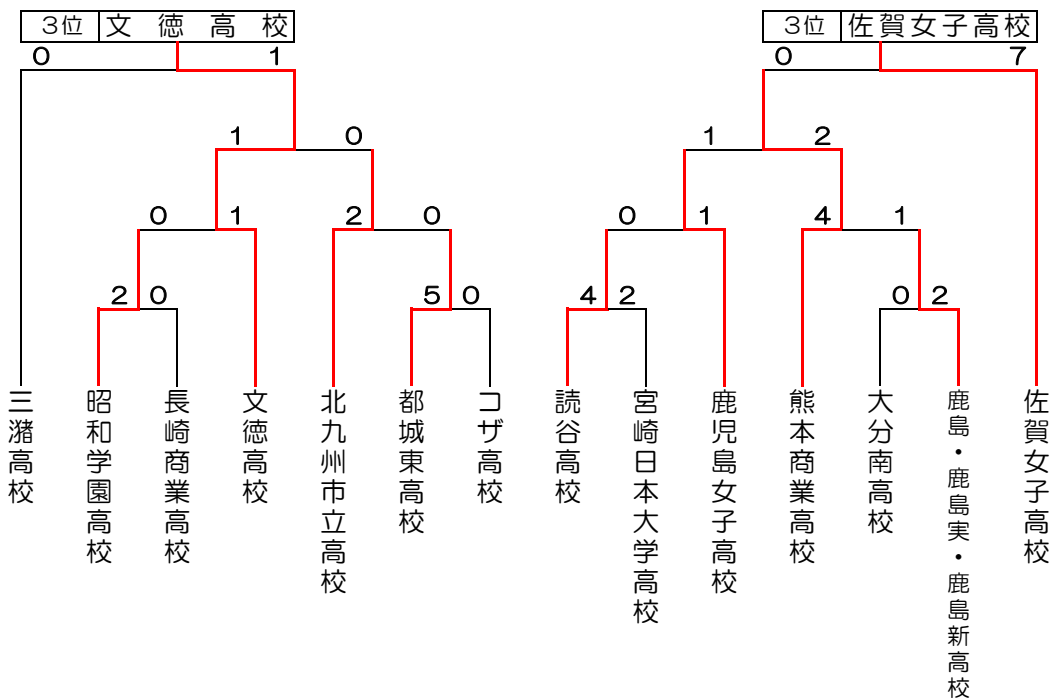 3位 文徳高校
3位 佐賀女子高校
0 1
0 7
1 0
1 2
0 1 2 0
0 1 4 1
2 0 5 0
4 2 0 2
三潴高校
昭和学園高校
長崎商業高校
文徳高校
北九州市立高校
都城東高校
コザ高校
読谷高校
宮崎日本大学高校
鹿児島女子高校
熊本商業高校
大分南高校
鹿島・鹿島実・鹿島新高校
佐賀女子高校